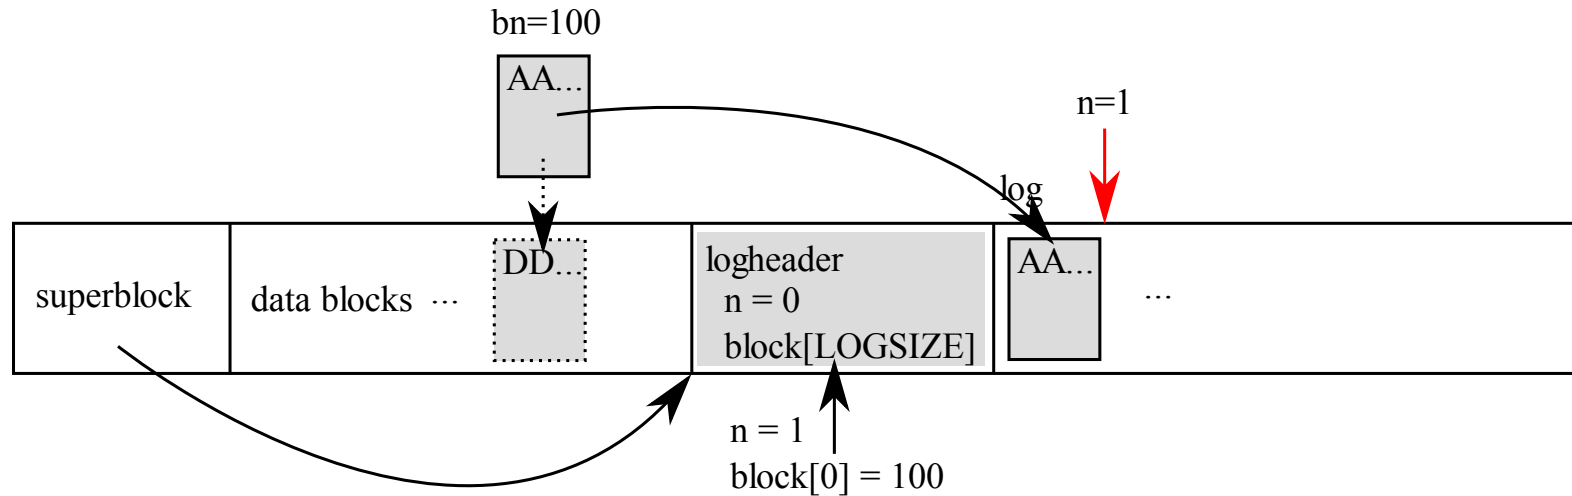 bn=100
AA...
n=1
log
superblock
data blocks ...
DD...
logheader
n = 0
block[LOGSIZE]
AA...
...
n = 1
block[0] = 100